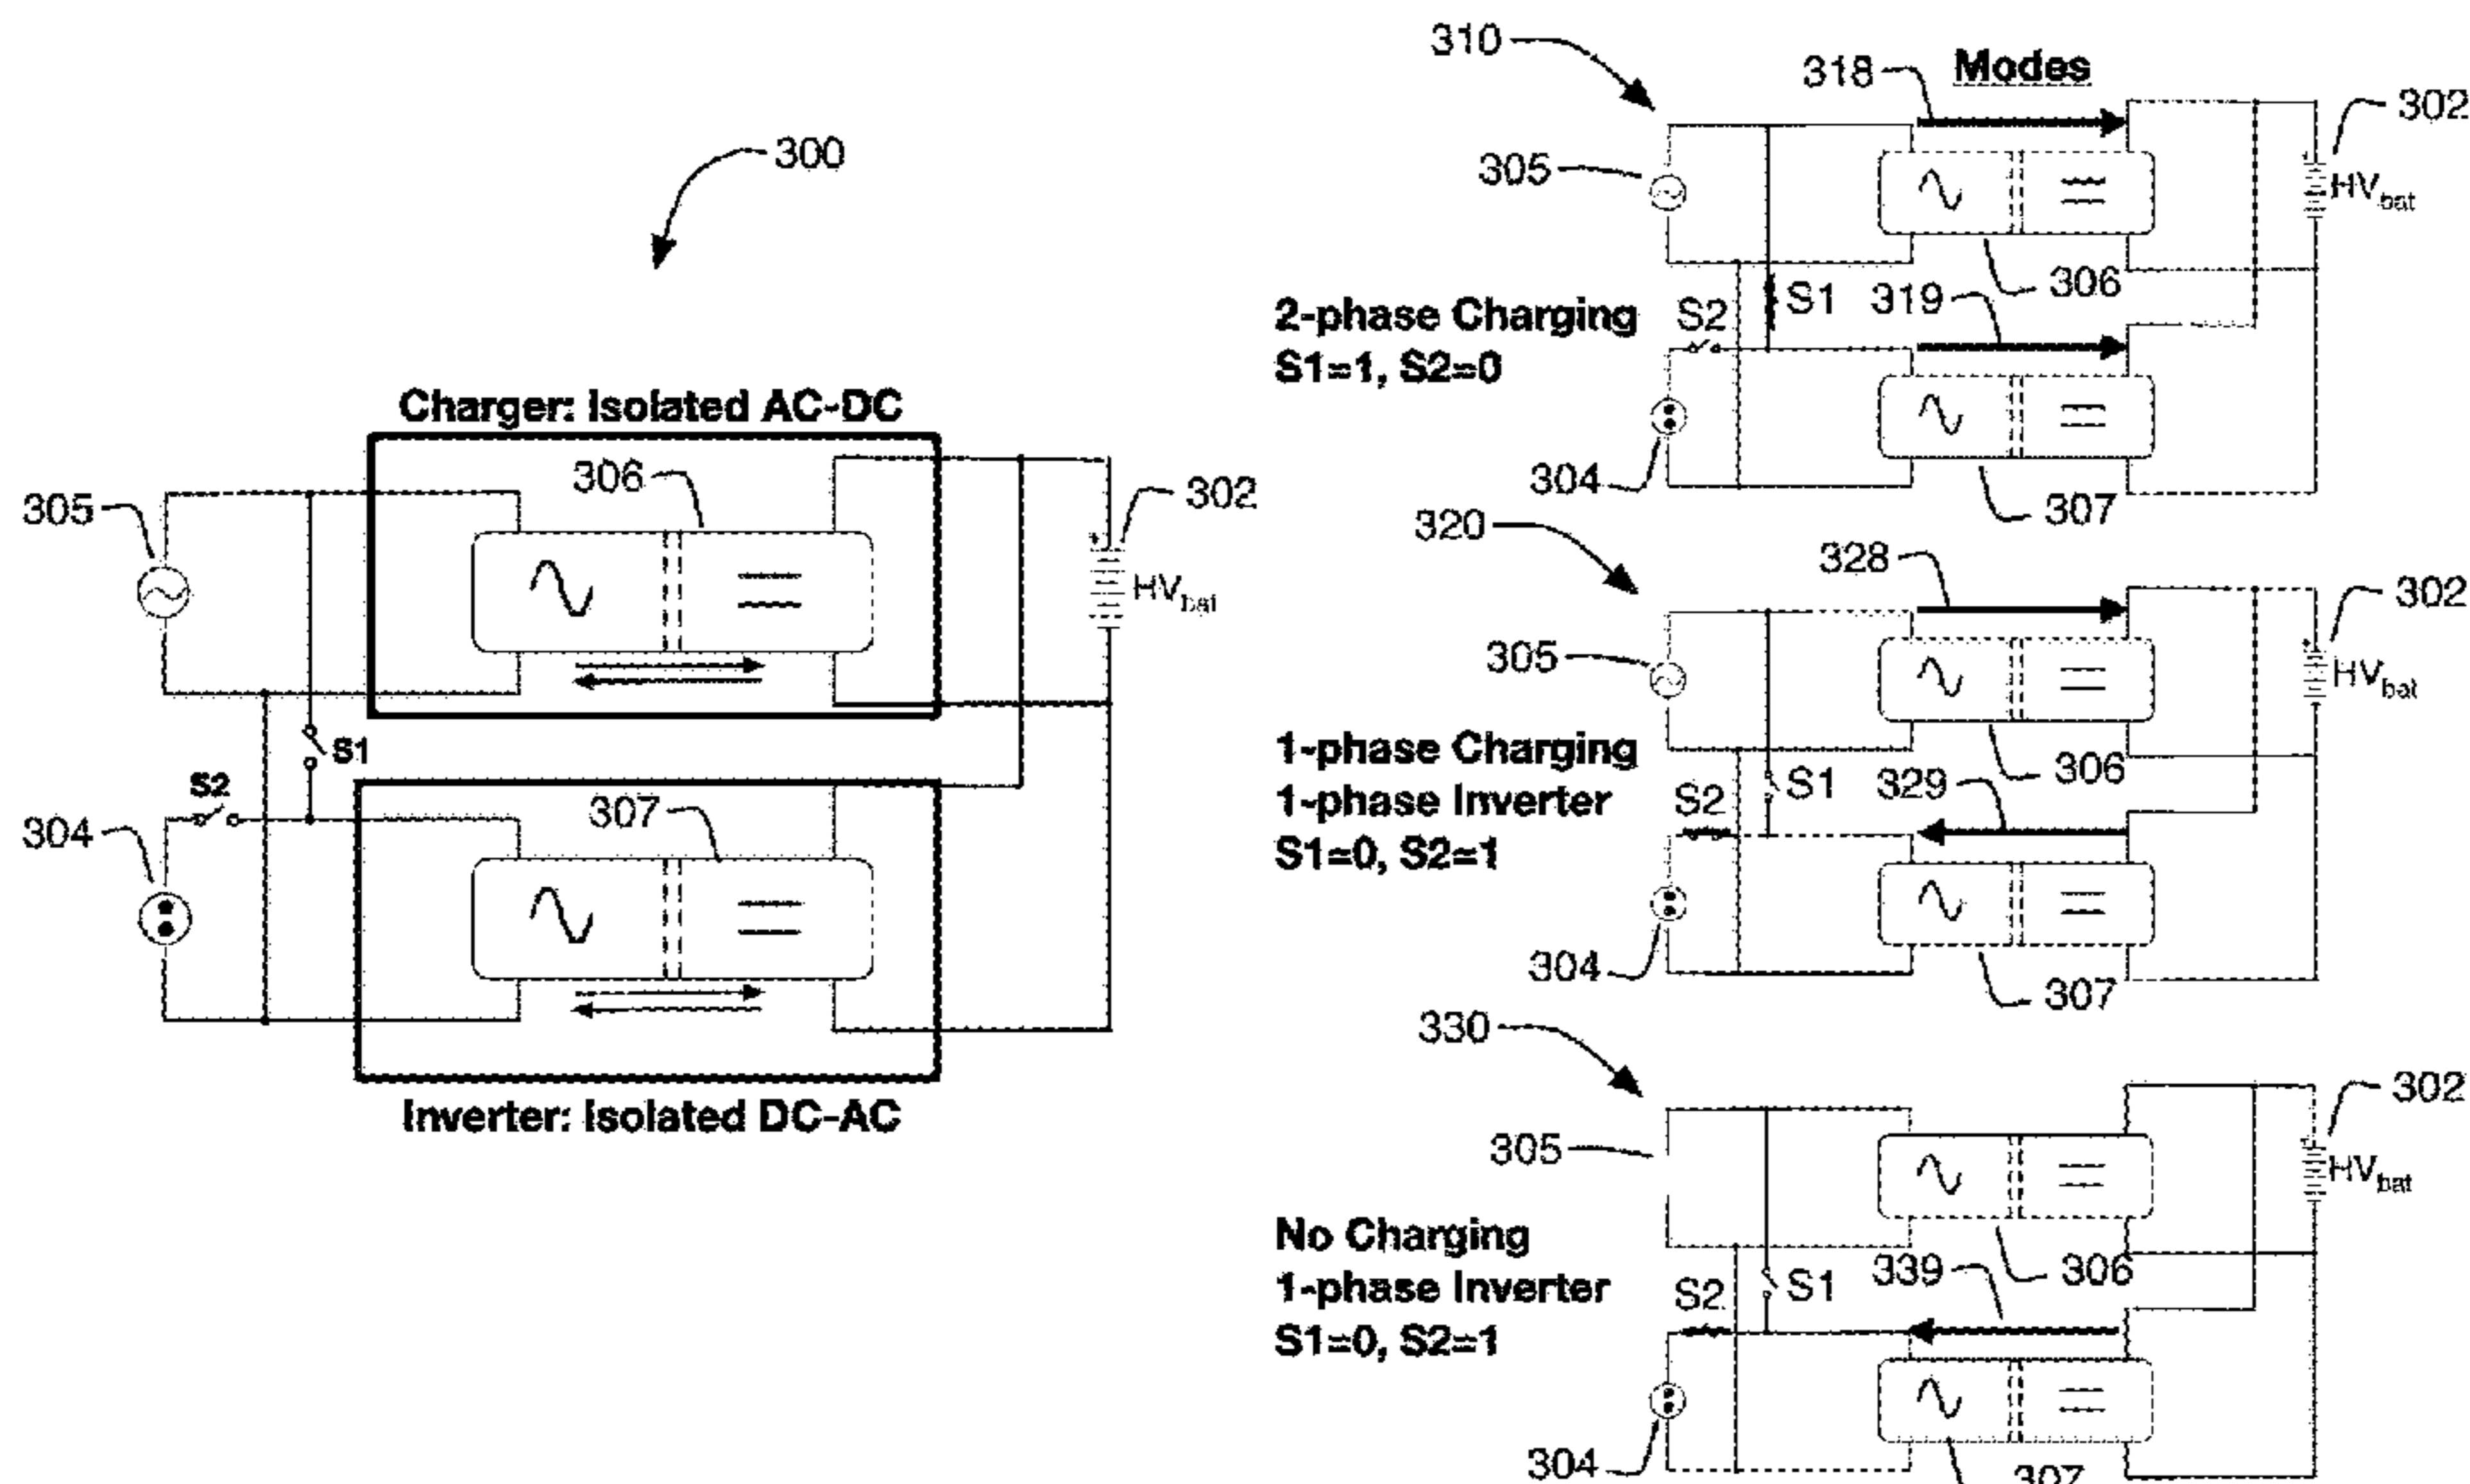 300
Charger: Isolated AC-DC
305
306
302
HVbat
S1
S2
304
307
Inverter: Isolated DC-AC
Modes
310
318
302
305
HVbat
306
2-phase Charging
S1=1, S2=0
S2
S1
319
304
307
320
328
302
305
HVbat
306
1-phase Charging
1-phase Inverter
S1=0, S2=1
S2
S1
329
304
307
330
302
305
HVbat
306
No Charging
1-phase Inverter
S1=0, S2=1
S2
S1
339
304
307